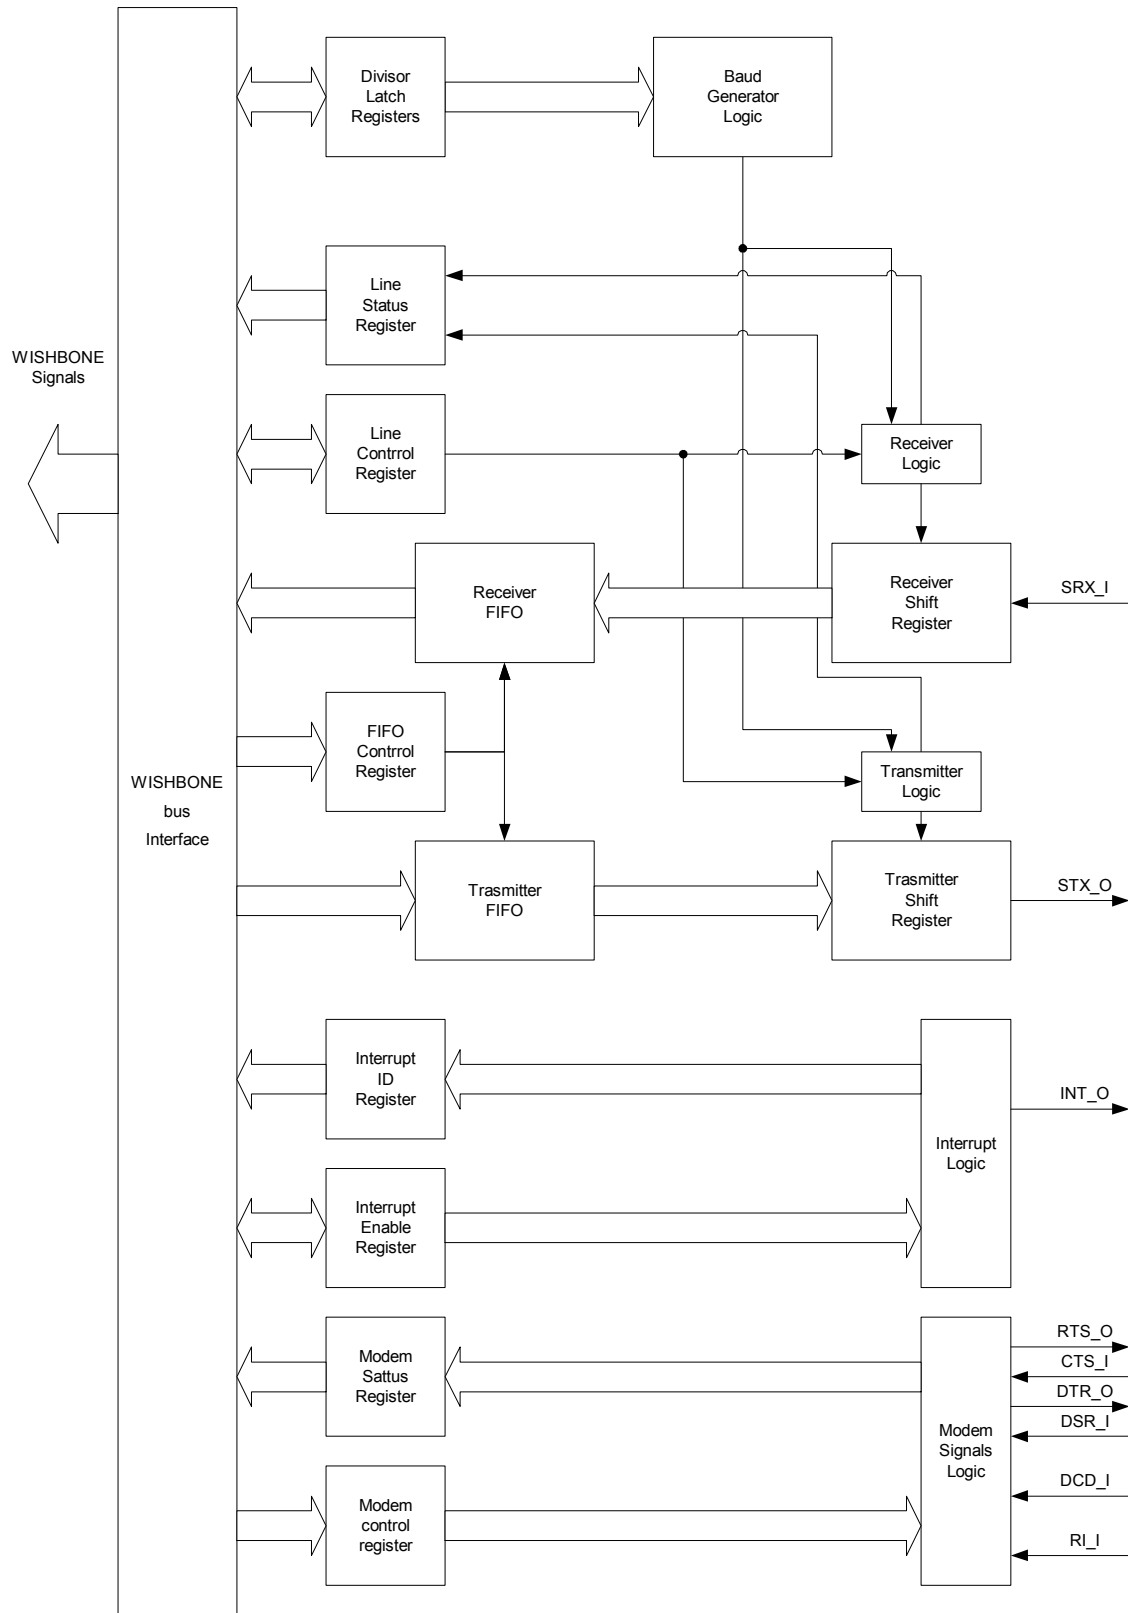 Divisor
Latch
Registers
Baud
Generator
Logic
Line
Status
Register
WISHBONE
Signals
Line
Control
Register
Receiver
Logic
Receiver
FIFO
Receiver
Shift
Register
SRX_I
FIFO
Contrrol
Register
WISHBONE
bus
Interface
Transmitter
Logic
Trasmitter
FIFO
Trasmitter
Shift
Register
STX_O
Interrupt
ID
Register
INT_O
Interrupt
Logic
Interrupt
Enable
Register
Modem
Sattus
Register
RTS_O
CTS_I
DTR_O
DSR_I
Modem
Signals
Logic
DCD_I
RI_I
Modem
control
register